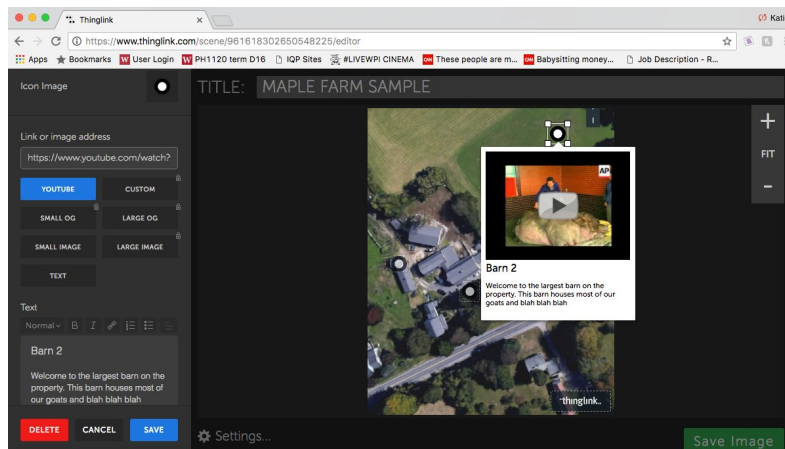 Thinglink
Kati
https://www.thinglink.com/scene/961618302650548225/editor
Apps Bookmarks User Login PH1120 term D16 IQP Sites #LIVEWPI CINEMA These people are m... Babysitting money... Job Description - R...
Icon Image
TITLE: MAPLE FARM SAMPLE
Link or image address
https://www.youtube.com/watch?
YOUTUBE CUSTOM
SMALL OG LARGE OG
SMALL IMAGE LARGE IMAGE
TEXT
Text
Normal B I
Barn 2
Welcome to the largest barn on the
property. This barn houses most of
our goats and blah blah blah
DELETE CANCEL SAVE
AP
Barn 2
Welcome to the largest barn on the
property. This barn houses most of our
goats and blah blah blah
thinglink..
FIT
Settings...
Save Image